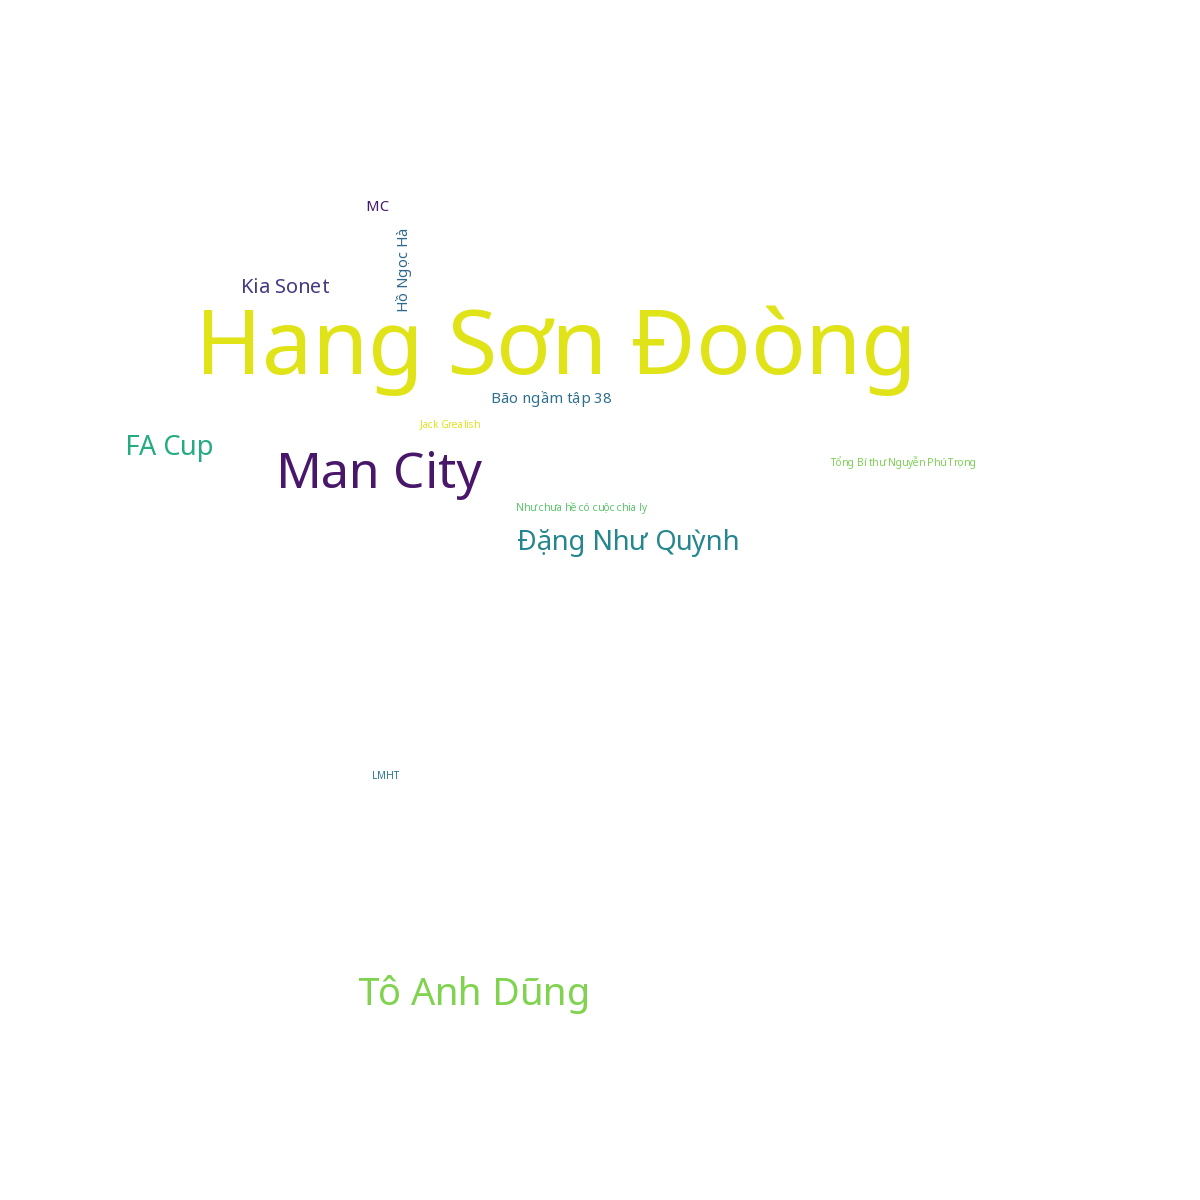 MC
Hồ Ngọc Hà
Kia Sonet
Hang Sơn Đoòng
Bão ngầm tập 38
Jack Grealish
FA Cup
Man City
Tổng Bí thư Nguyễn Phú Trọng
Như chưa hề có cuộc chia ly
Đặng Như Quỳnh
LMHT
Tô Anh Dũng